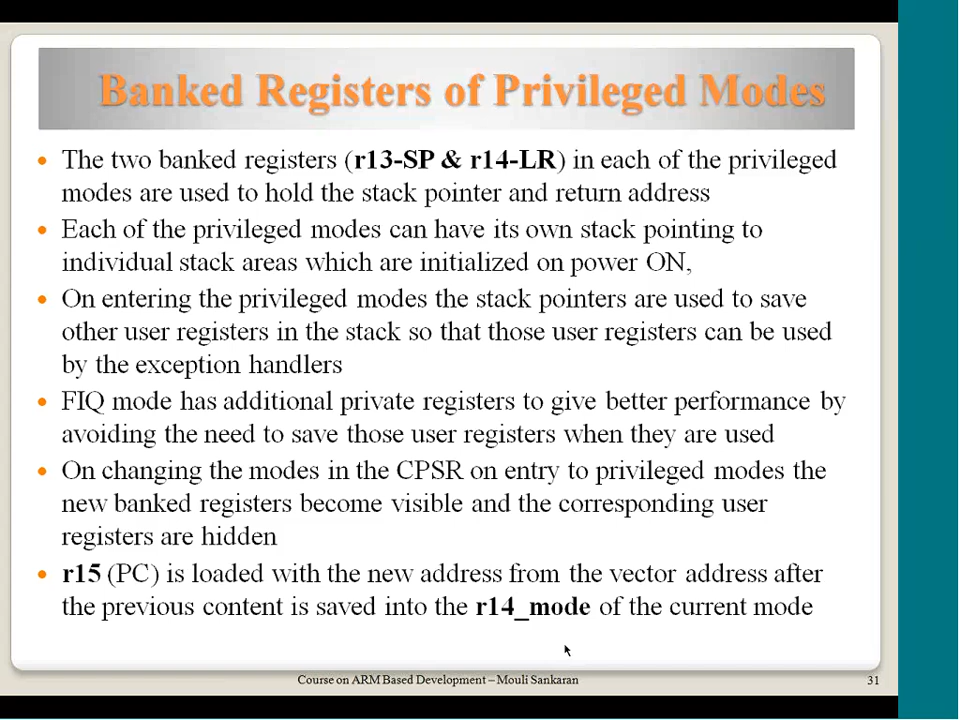 Banked Registers of Privileged Modes
• The two banked registers (r13-SP & r14-LR) in each of the privileged
modes are used to hold the stack pointer and return address
• Each of the privileged modes can have its own stack pointing to
individual stack areas which are initialized on power ON,
• On entering the privileged modes the stack pointers are used to save
other user registers in the stack so that those user registers can be used
by the exception handlers
• FIQ mode has additional private registers to give better performance by
avoiding the need to save those user registers when they are used
• On changing the modes in the CPSR on entry to privileged modes the
new banked registers become visible and the corresponding user
registers are hidden
• r15 (PC) is loaded with the new address from the vector address after
the previous content is saved into the r14_mode of the current mode
Course on ARM Based Development – Mouli Sankaran
31